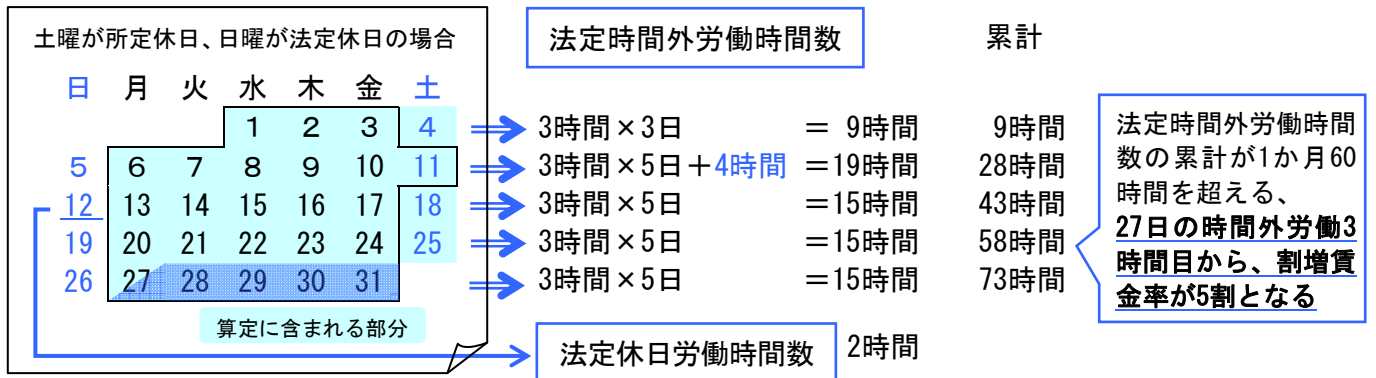 土曜が所定休日、日曜が法定休日の場合
日 月 火 水 木 金 土
1 2 3 4
5 6 7 8 9 10 11
12 13 14 15 16 17 18
19 20 21 22 23 24 25
26 27 28 29 30 31
算定に含まれる部分
法定時間外労働時間数 累計
3時間×3日 = 9時間 9時間
3時間×5日+4時間 =19時間 28時間
3時間×5日 =15時間 43時間
3時間×5日 =15時間 58時間
3時間×5日 =15時間 73時間
法定休日労働時間数 2時間
法定時間外労働時間
数の累計が1か月60
時間を超える、
27日の時間外労働3
時間目から、割増賃
金率が5割となる